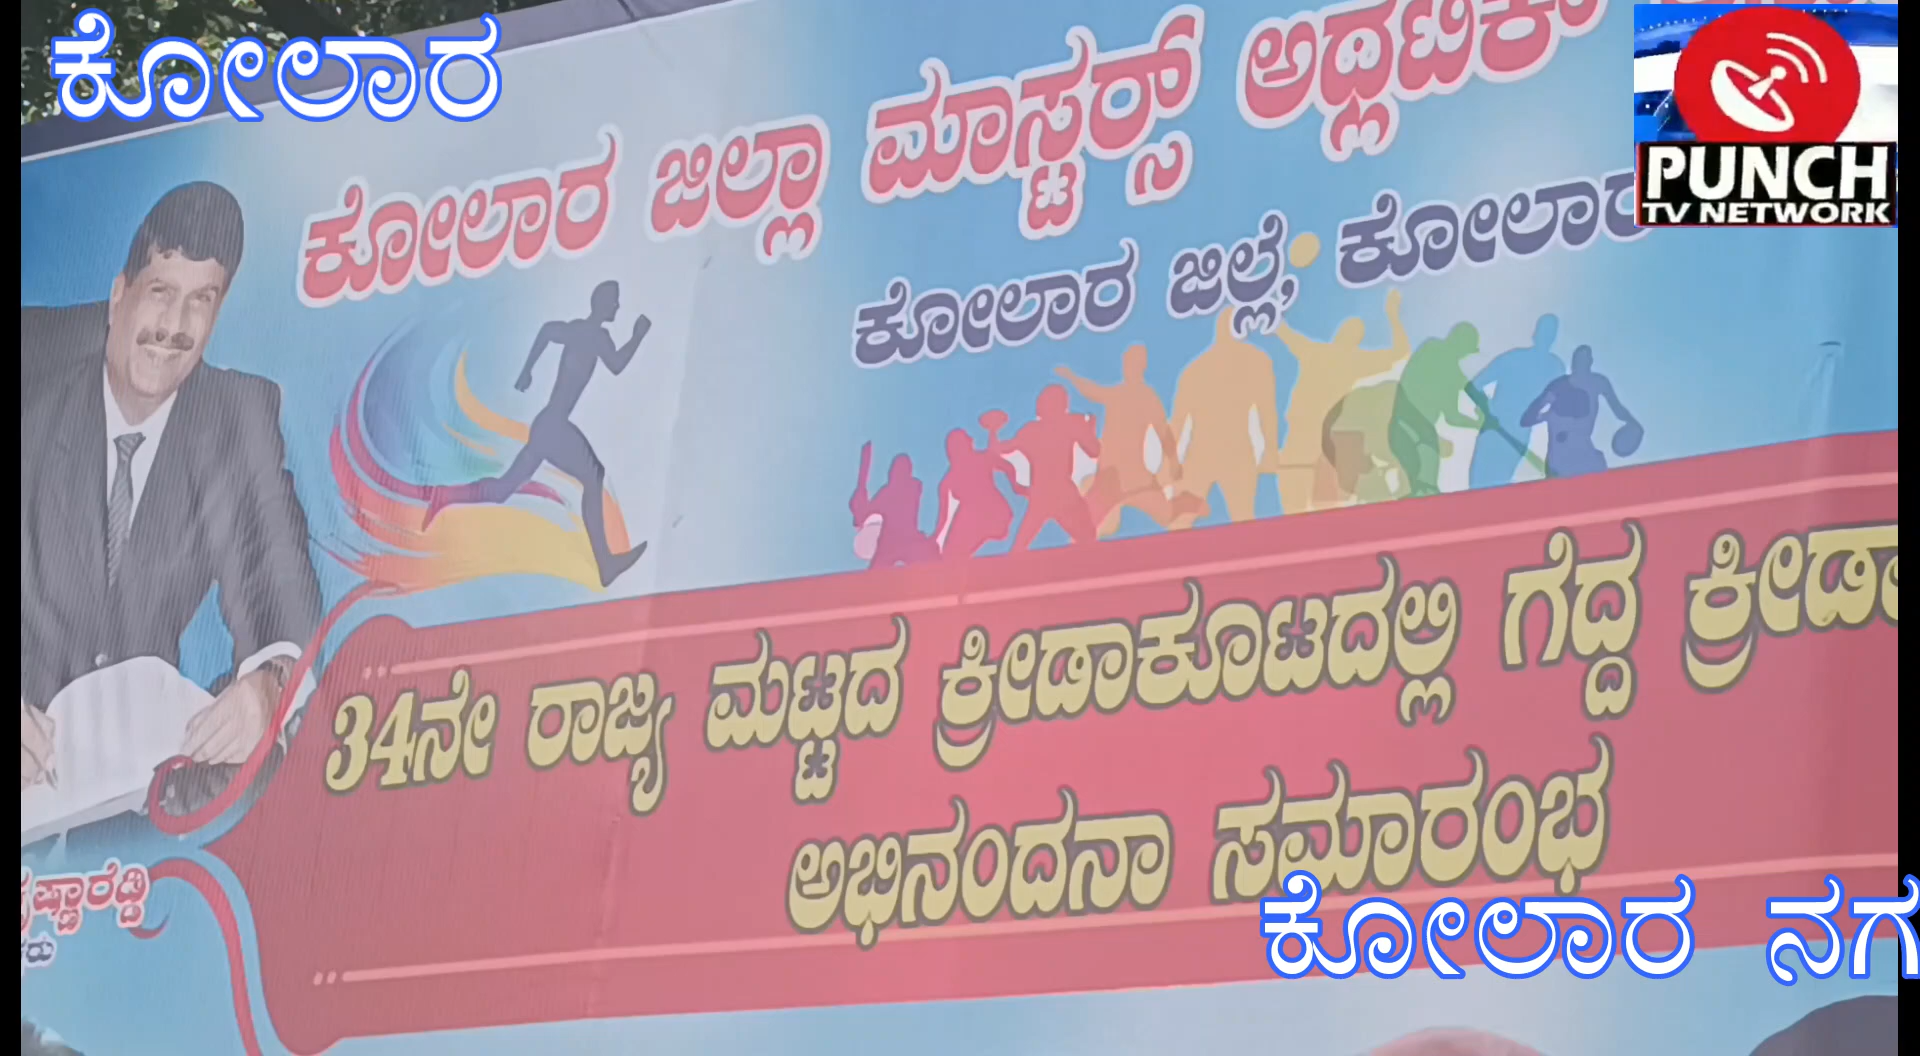 ಕೋಲಾರ
ಕೋಲಾರ ಜಿಲ್ಲಾ ಮಾಸ್ಟರ್ಸ್
PUNCH
TV NETWORK
ಕೋಲಾರ ಜಿಲ್ಲೆ, ಕೋಲಾರ
34ನೇ ರಾಜ್ಯ ಮಟ್ಟದ ಕ್ರೀಡಾಕೂಟದಲ್ಲಿ ಗೆದ್ದ
ಅಭಿನಂದನಾ ಸಮಾರಂಭ
ಕೋಲಾರ